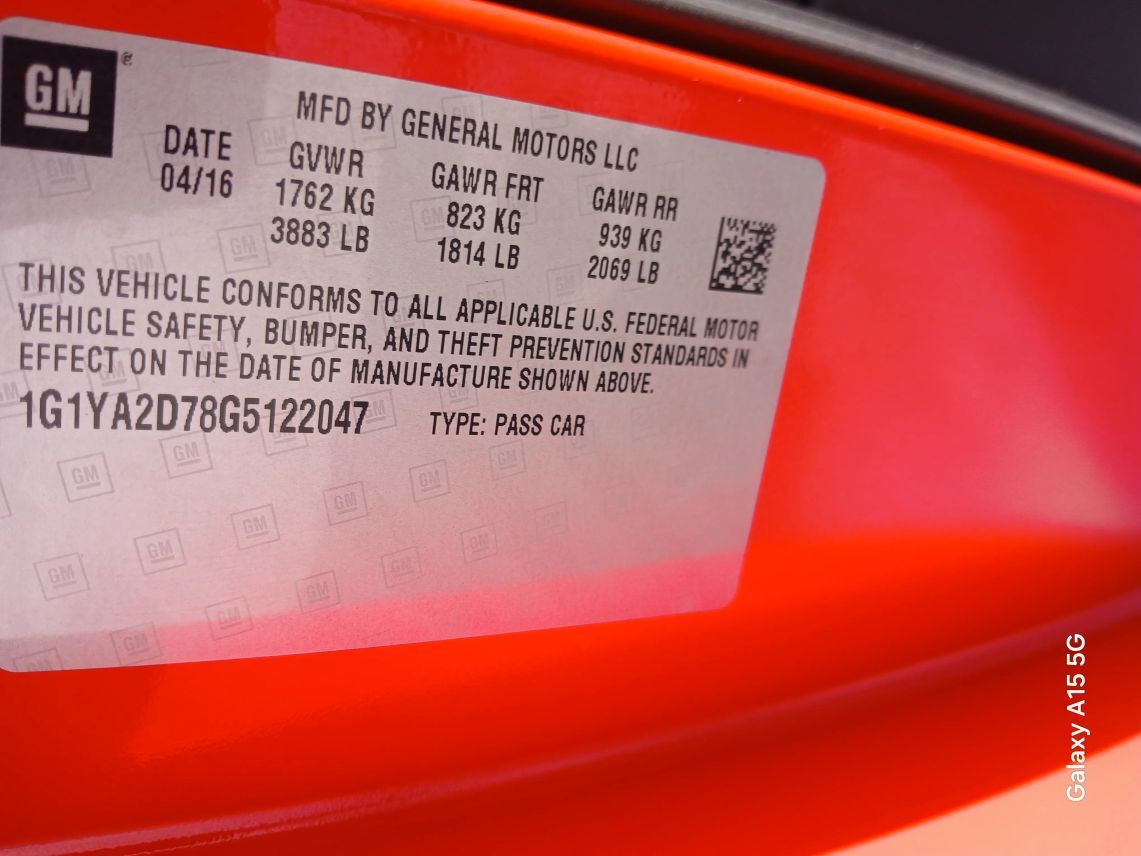 GM®
MFD BY GENERAL MOTORS LLC
DATE GVWR GAWR FRT GAWR RR
04/16 1762 KG 823 KG 939 KG
3883 LB 1814 LB 2069 LB
THIS VEHICLE CONFORMS TO ALL APPLICABLE U.S. FEDERAL MOTOR
VEHICLE SAFETY, BUMPER, AND THEFT PREVENTION STANDARDS IN
EFFECT ON THE DATE OF MANUFACTURE SHOWN ABOVE.
1G1YA2D78G5122047 TYPE: PASS CAR
Galaxy A15 5G